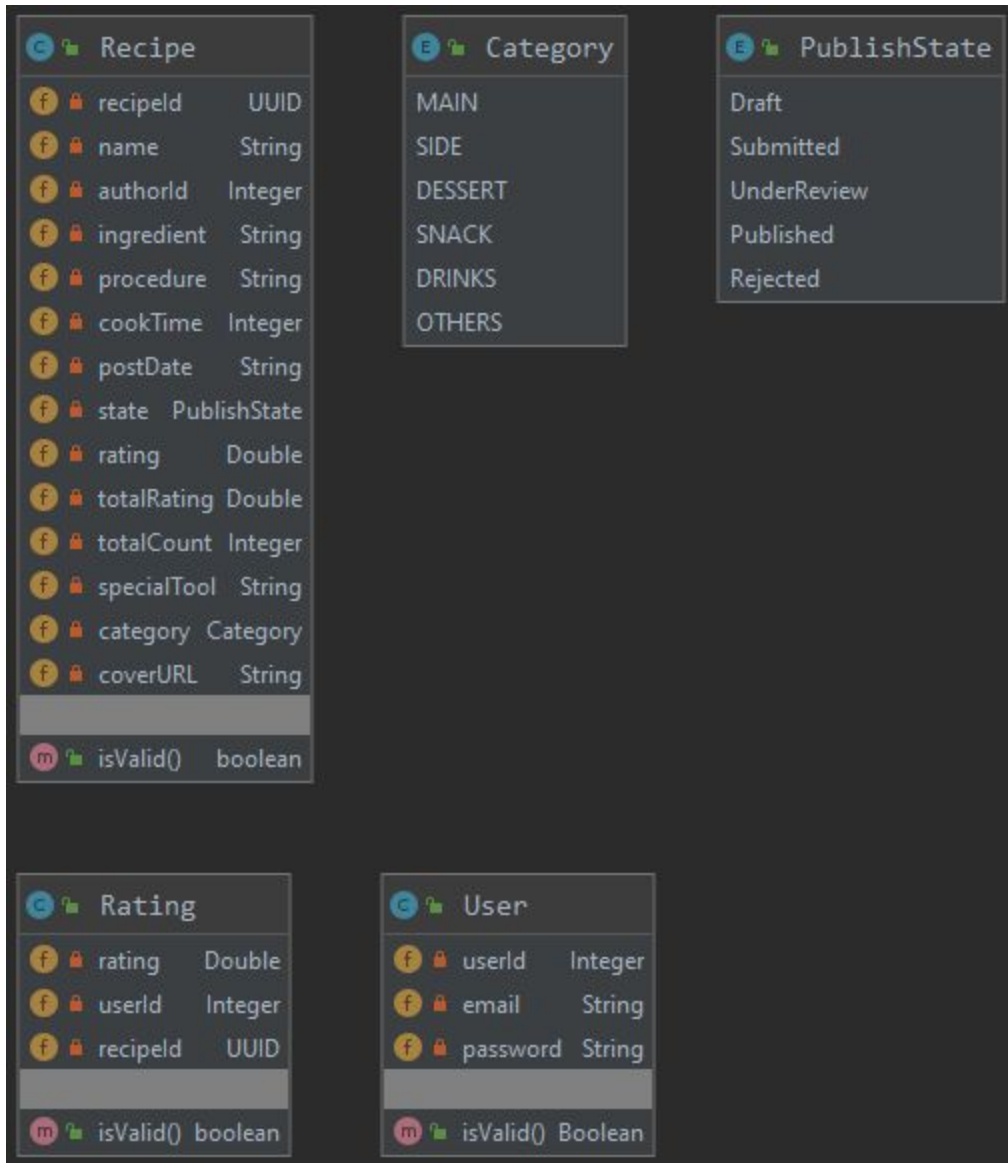 Recipe
recipeId UUID
name String
authorId Integer
ingredient String
procedure String
cookTime Integer
postDate String
state PublishState
rating Double
totalRating Double
totalCount Integer
specialTool String
category Category
coverURL String
isValid() boolean
Category
MAIN
SIDE
DESSERT
SNACK
DRINKS
OTHERS
PublishState
Draft
Submitted
UnderReview
Published
Rejected
Rating
rating Double
userId Integer
recipeId UUID
isValid() boolean
User
userId Integer
email String
password String
isValid() Boolean